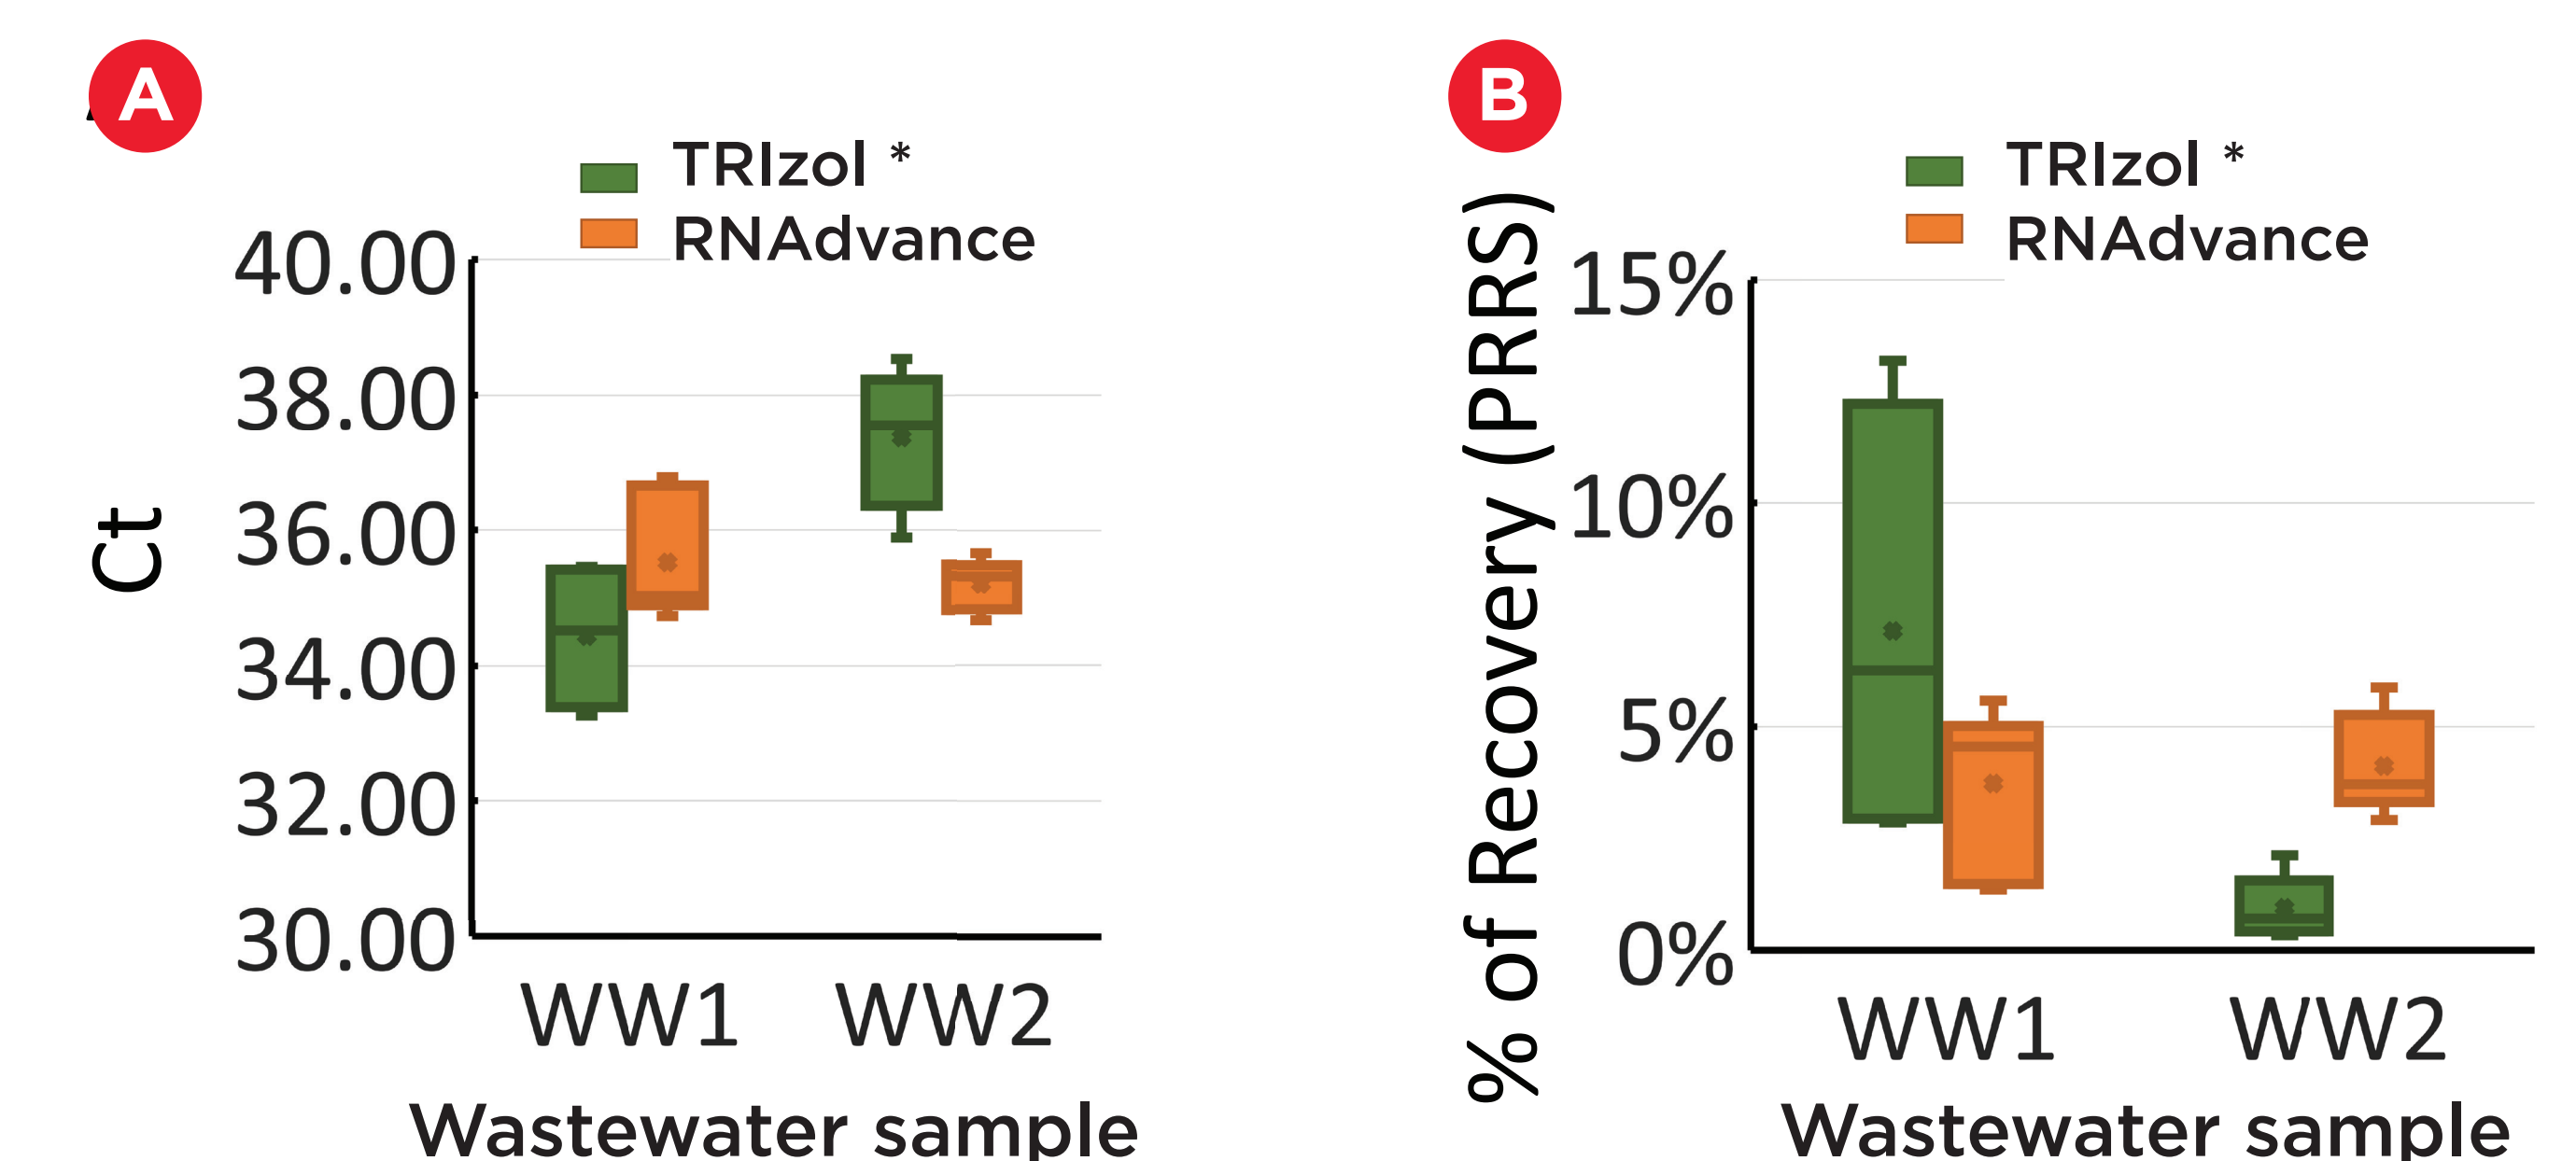 A
TRIzol *
RNAdvance
40.00
38.00
36.00
34.00
32.00
30.00
Ct
WW1 WW2
Wastewater sample
B
TRIzol *
RNAdvance
% of Recovery (PRRS)
15%
10%
5%
0%
WW1 WW2
Wastewater sample